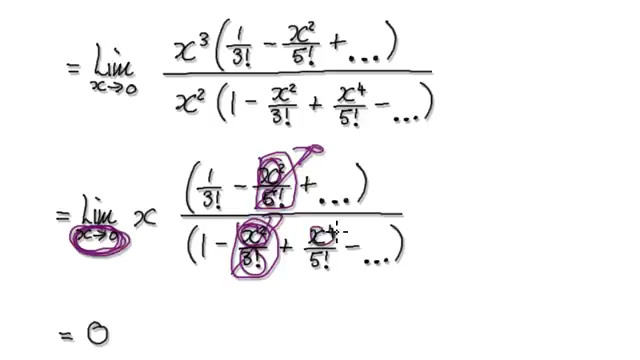 = Lim x→0 x³ (1/3! − x²/5! + ...) / x² (1 − x²/3! + x⁴/5! − ...)
= Lim x→0 x (1/3! − x²/5! + ...) / (1 − x²/3! + x⁴/5! − ...)
= 0